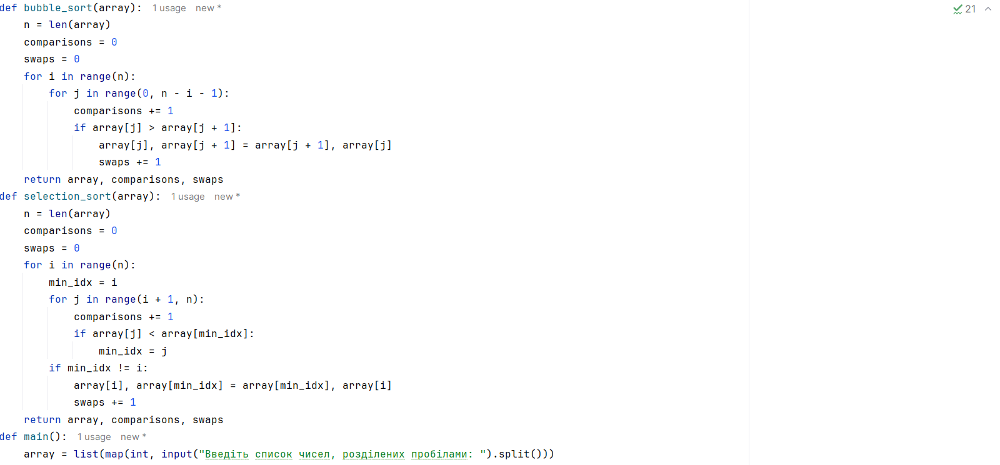 def bubble_sort(array): 1 usage new *
21
    n = len(array)
    comparisons = 0
    swaps = 0
    for i in range(n):
        for j in range(0, n - i - 1):
            comparisons += 1
            if array[j] > array[j + 1]:
                array[j], array[j + 1] = array[j + 1], array[j]
                swaps += 1
    return array, comparisons, swaps
def selection_sort(array): 1 usage new *
    n = len(array)
    comparisons = 0
    swaps = 0
    for i in range(n):
        min_idx = i
        for j in range(i + 1, n):
            comparisons += 1
            if array[j] < array[min_idx]:
                min_idx = j
        if min_idx != i:
            array[i], array[min_idx] = array[min_idx], array[i]
            swaps += 1
    return array, comparisons, swaps
def main(): 1 usage new *
    array = list(map(int, input("Введіть список чисел, розділених пробілами: ").split()))